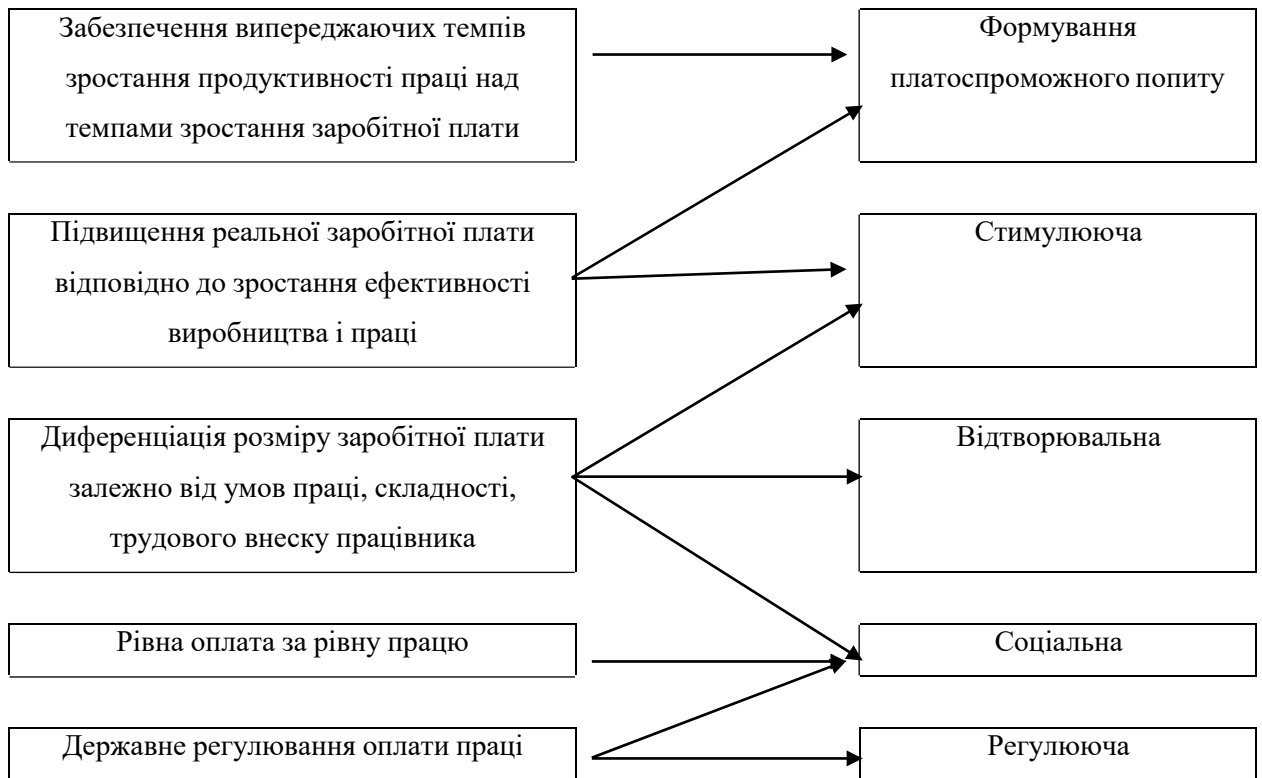 Забезпечення випереджаючих темпів
зростання продуктивності праці над
темпами зростання заробітної плати
Формування
платоспроможного попиту
Підвищення реальної заробітної плати
відповідно до зростання ефективності
виробництва і праці
Стимулююча
Диференціація розміру заробітної плати
залежно від умов праці, складності,
трудового внеску працівника
Відтворювальна
Рівна оплата за рівну працю
Соціальна
Державне регулювання оплати праці
Регулююча